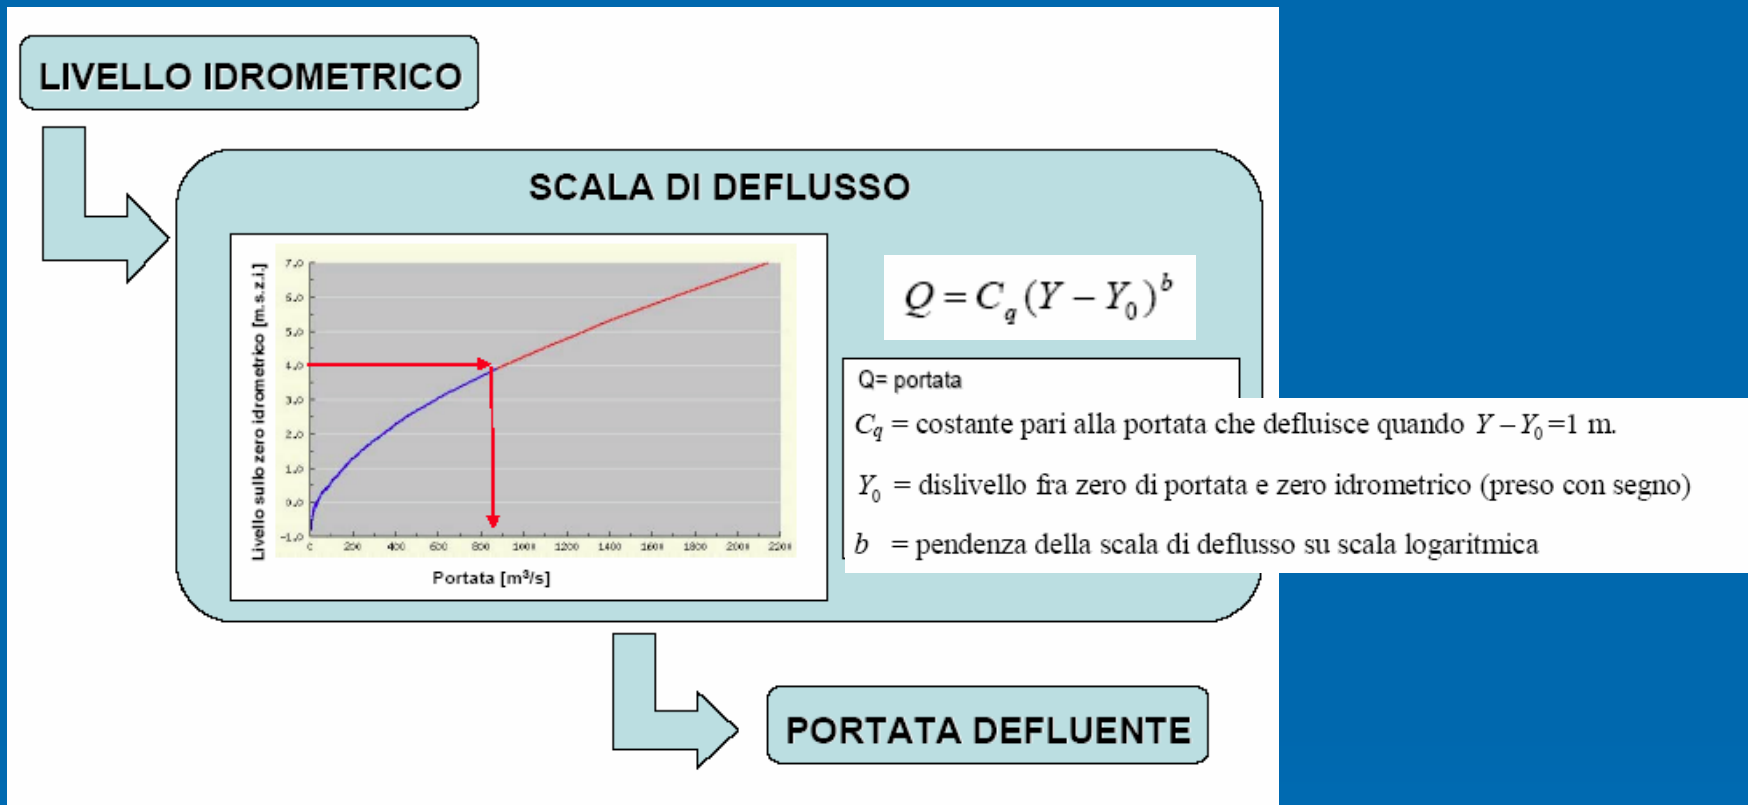 LIVELLO IDROMETRICO
SCALA DI DEFLUSSO
Livello sullo zero idrometrico [m.s.z.i.]
7,0
6,0
5,0
4,0
3,0
2,0
1,0
0,0
-1,0
0 200 400 600 800 1000 1200 1400 1600 1800 2000 2200
Portata [m³/s]
Q = C_q (Y − Y₀)^b
Q= portata
C_q = costante pari alla portata che defluisce quando Y − Y₀ =1 m.
Y₀ = dislivello fra zero di portata e zero idrometrico (preso con segno)
b = pendenza della scala di deflusso su scala logaritmica
PORTATA DEFLUENTE